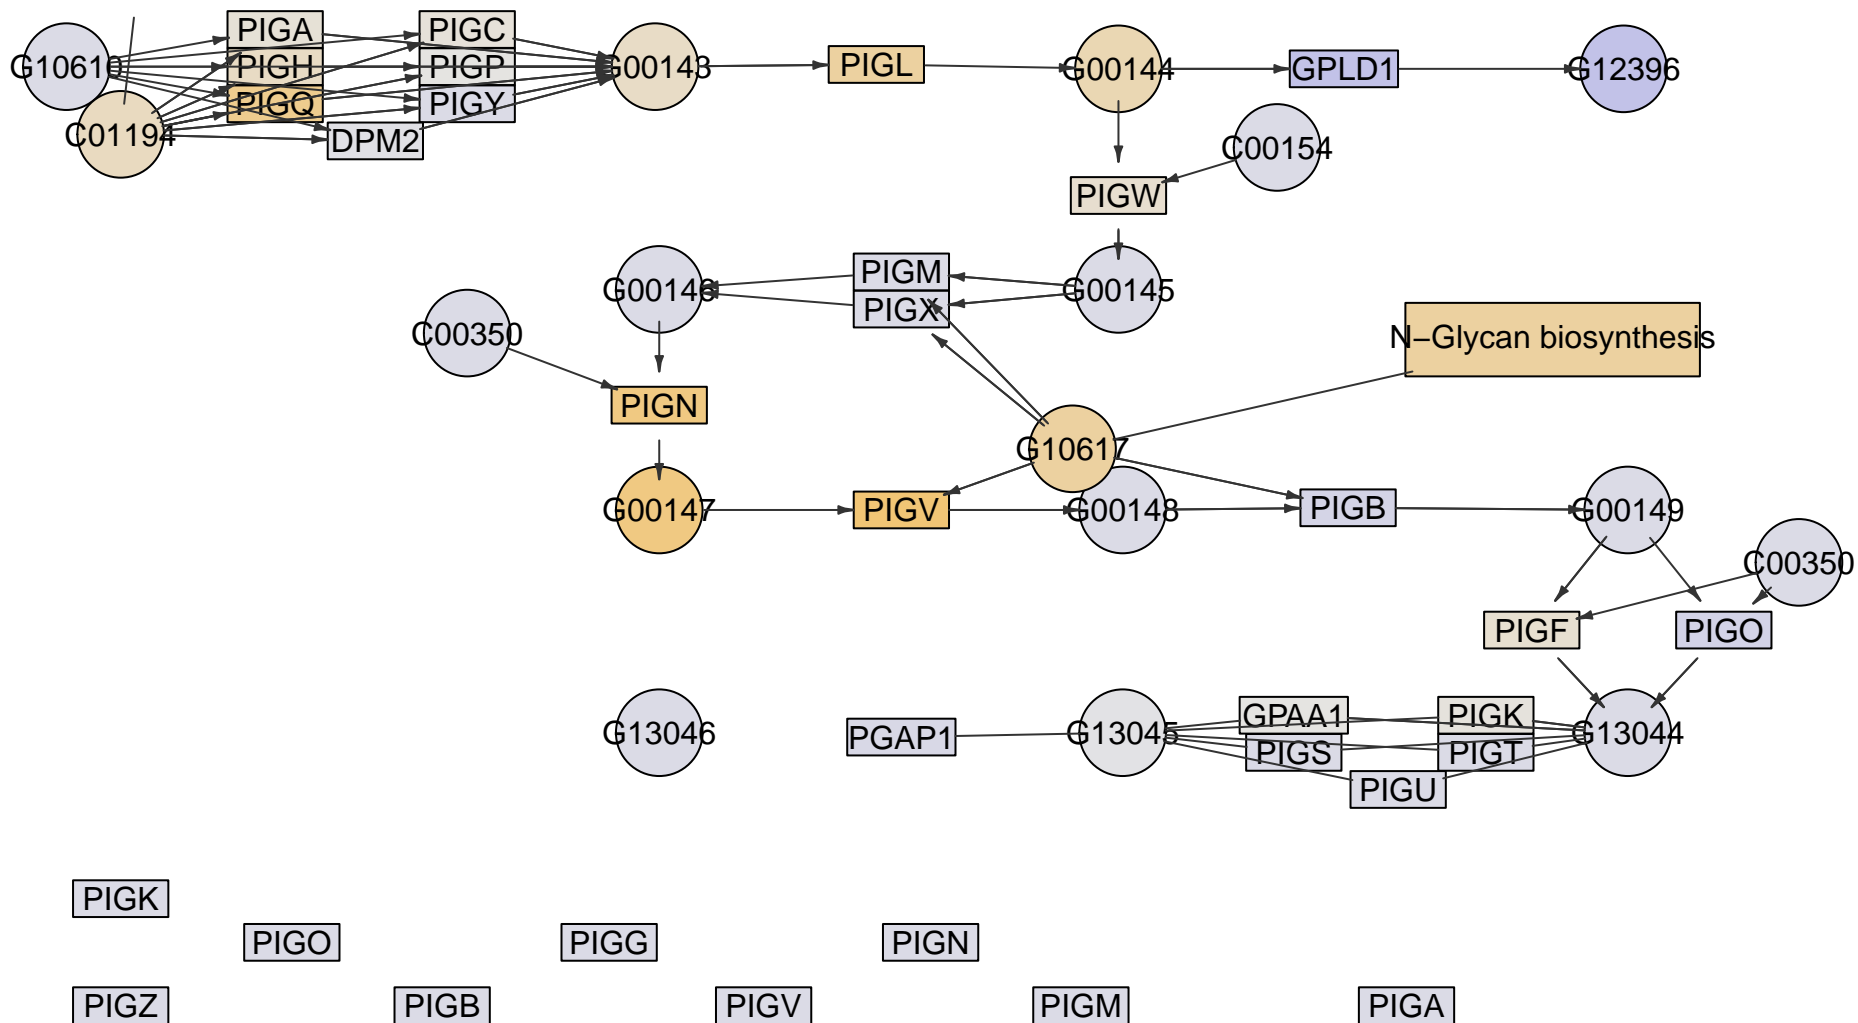 PIGA
PIGC
G10610
PIGH
PIGP
G00143
PIGL
G00144
GPLD1
G12396
PIGQ
PIGY
C01194
DPM2
C00154
PIGW
PIGM
G00146
G00145
PIGX
C00350
N−Glycan biosynthesis
PIGN
G10617
G00147
PIGV
G00148
PIGB
G00149
C00350
PIGF
PIGO
GPAA1
PIGK
G13046
PGAP1
G13045
G13044
PIGS
PIGT
PIGU
PIGK
PIGO
PIGG
PIGN
PIGZ
PIGB
PIGV
PIGM
PIGA